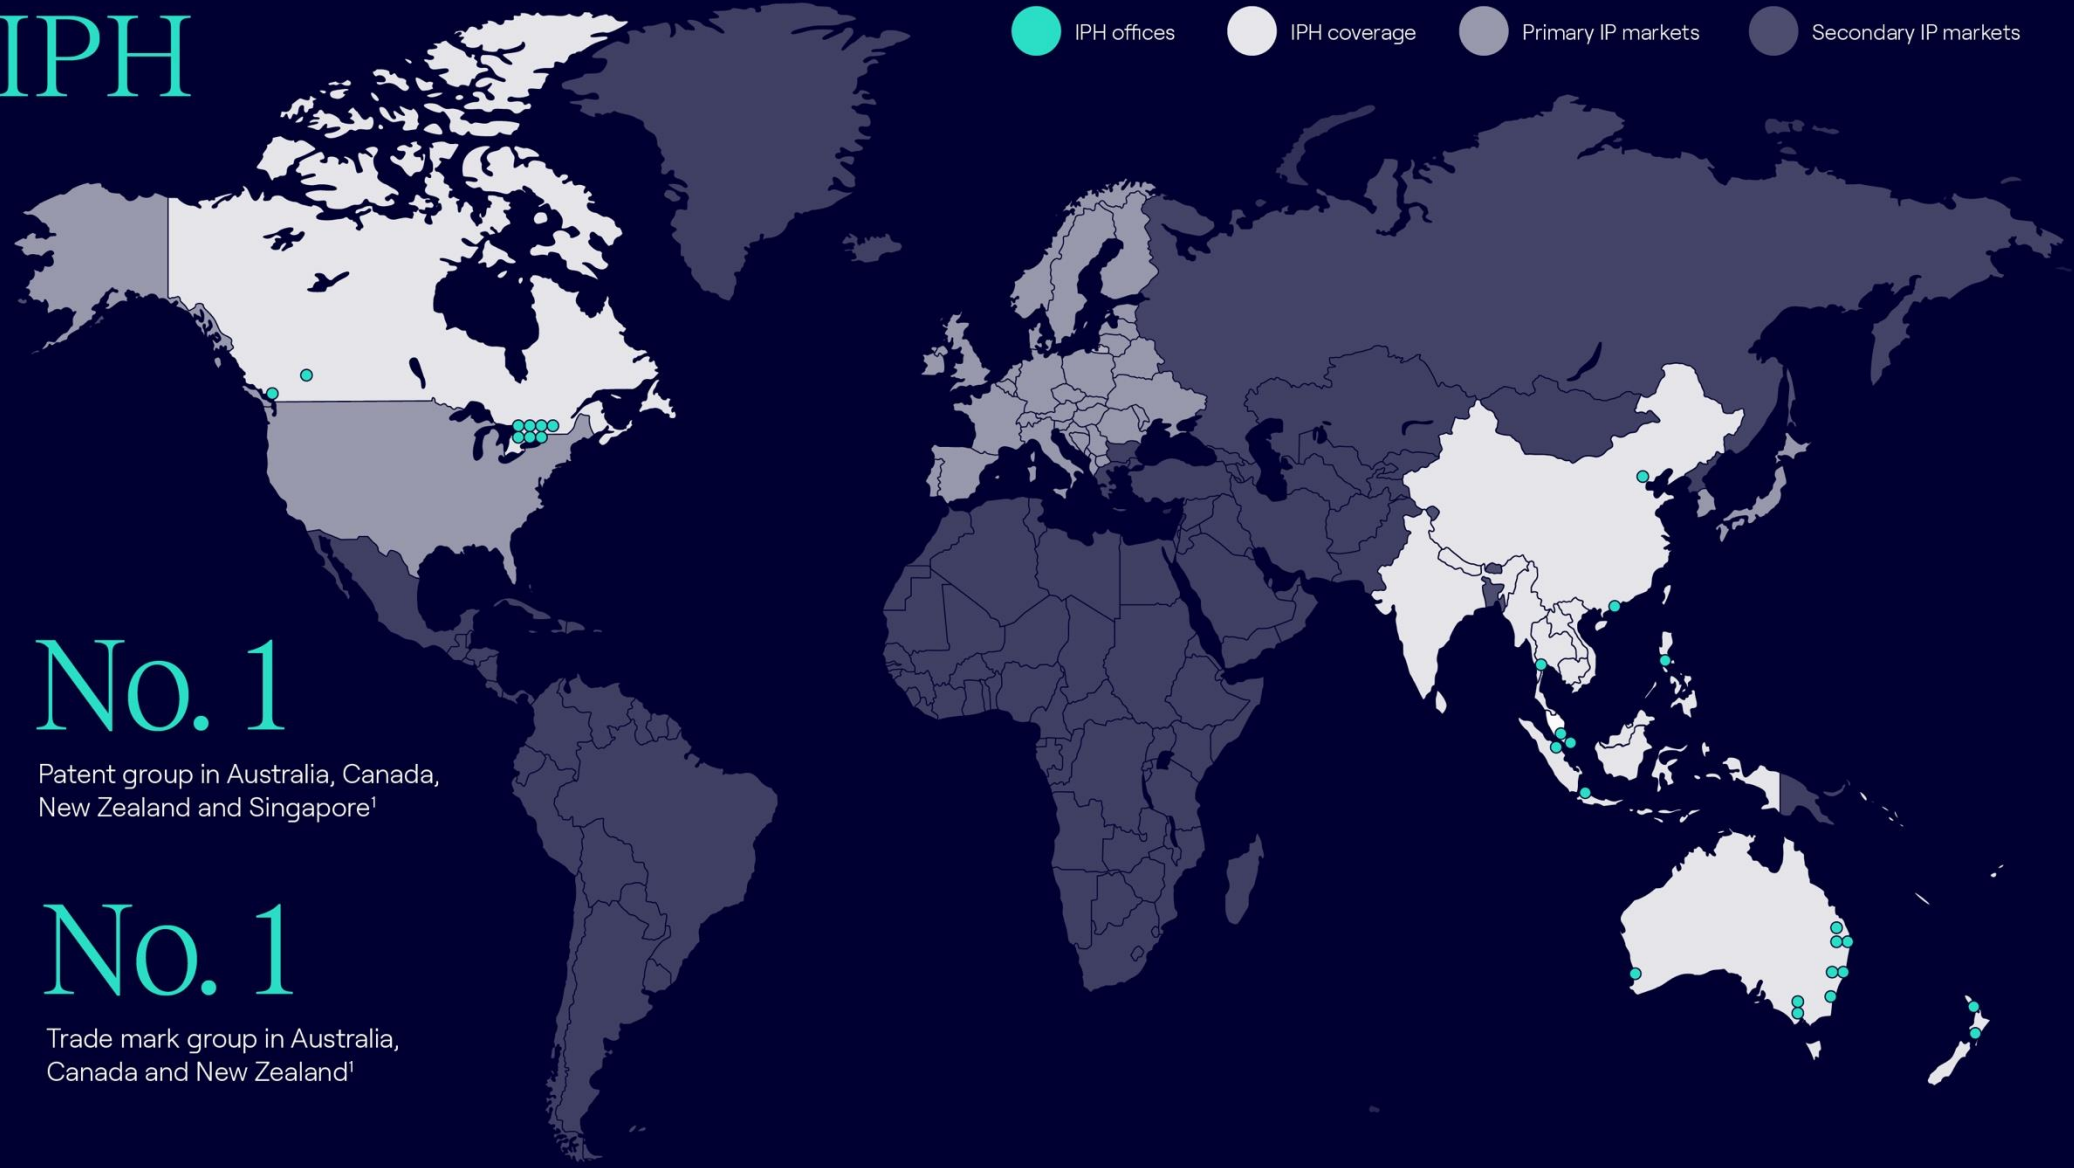 IPH
IPH offices
IPH coverage
Primary IP markets
Secondary IP markets
No. 1
Patent group in Australia, Canada,
New Zealand and Singapore¹
No. 1
Trade mark group in Australia,
Canada and New Zealand¹